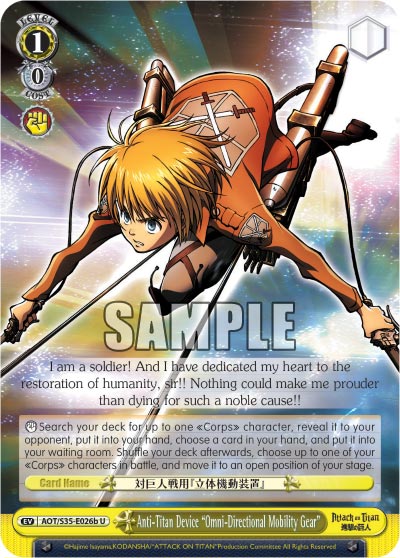 LEVEL
1
0
COST
SAMPLE
I am a soldier! And I have dedicated my heart to the
restoration of humanity, sir!! Nothing could make me prouder
than dying for such a noble cause!!
Search your deck for up to one «Corps» character, reveal it to your
opponent, put it into your hand, choose a card in your hand, and put it into
your waiting room. Shuffle your deck afterwards, choose up to one of your
«Corps» characters in battle, and move it to an open position of your stage.
Card Name
対巨人戦用『立体機動装置』
EV AOT/S35-E026b U
Anti-Titan Device "Omni-Directional Mobility Gear"
Attack on Titan
進撃の巨人
©Hajime Isayama,KODANSHA/"ATTACK ON TITAN"Production Committee. All Rights Reserved.